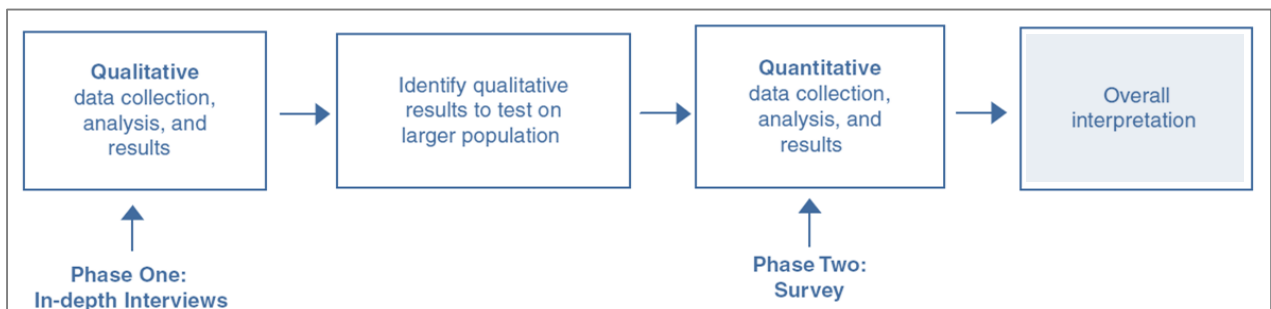 Qualitative
data collection,
analysis, and
results
Identify qualitative
results to test on
larger population
Quantitative
data collection,
analysis, and
results
Overall
interpretation
Phase One:
In-depth Interviews
Phase Two:
Survey